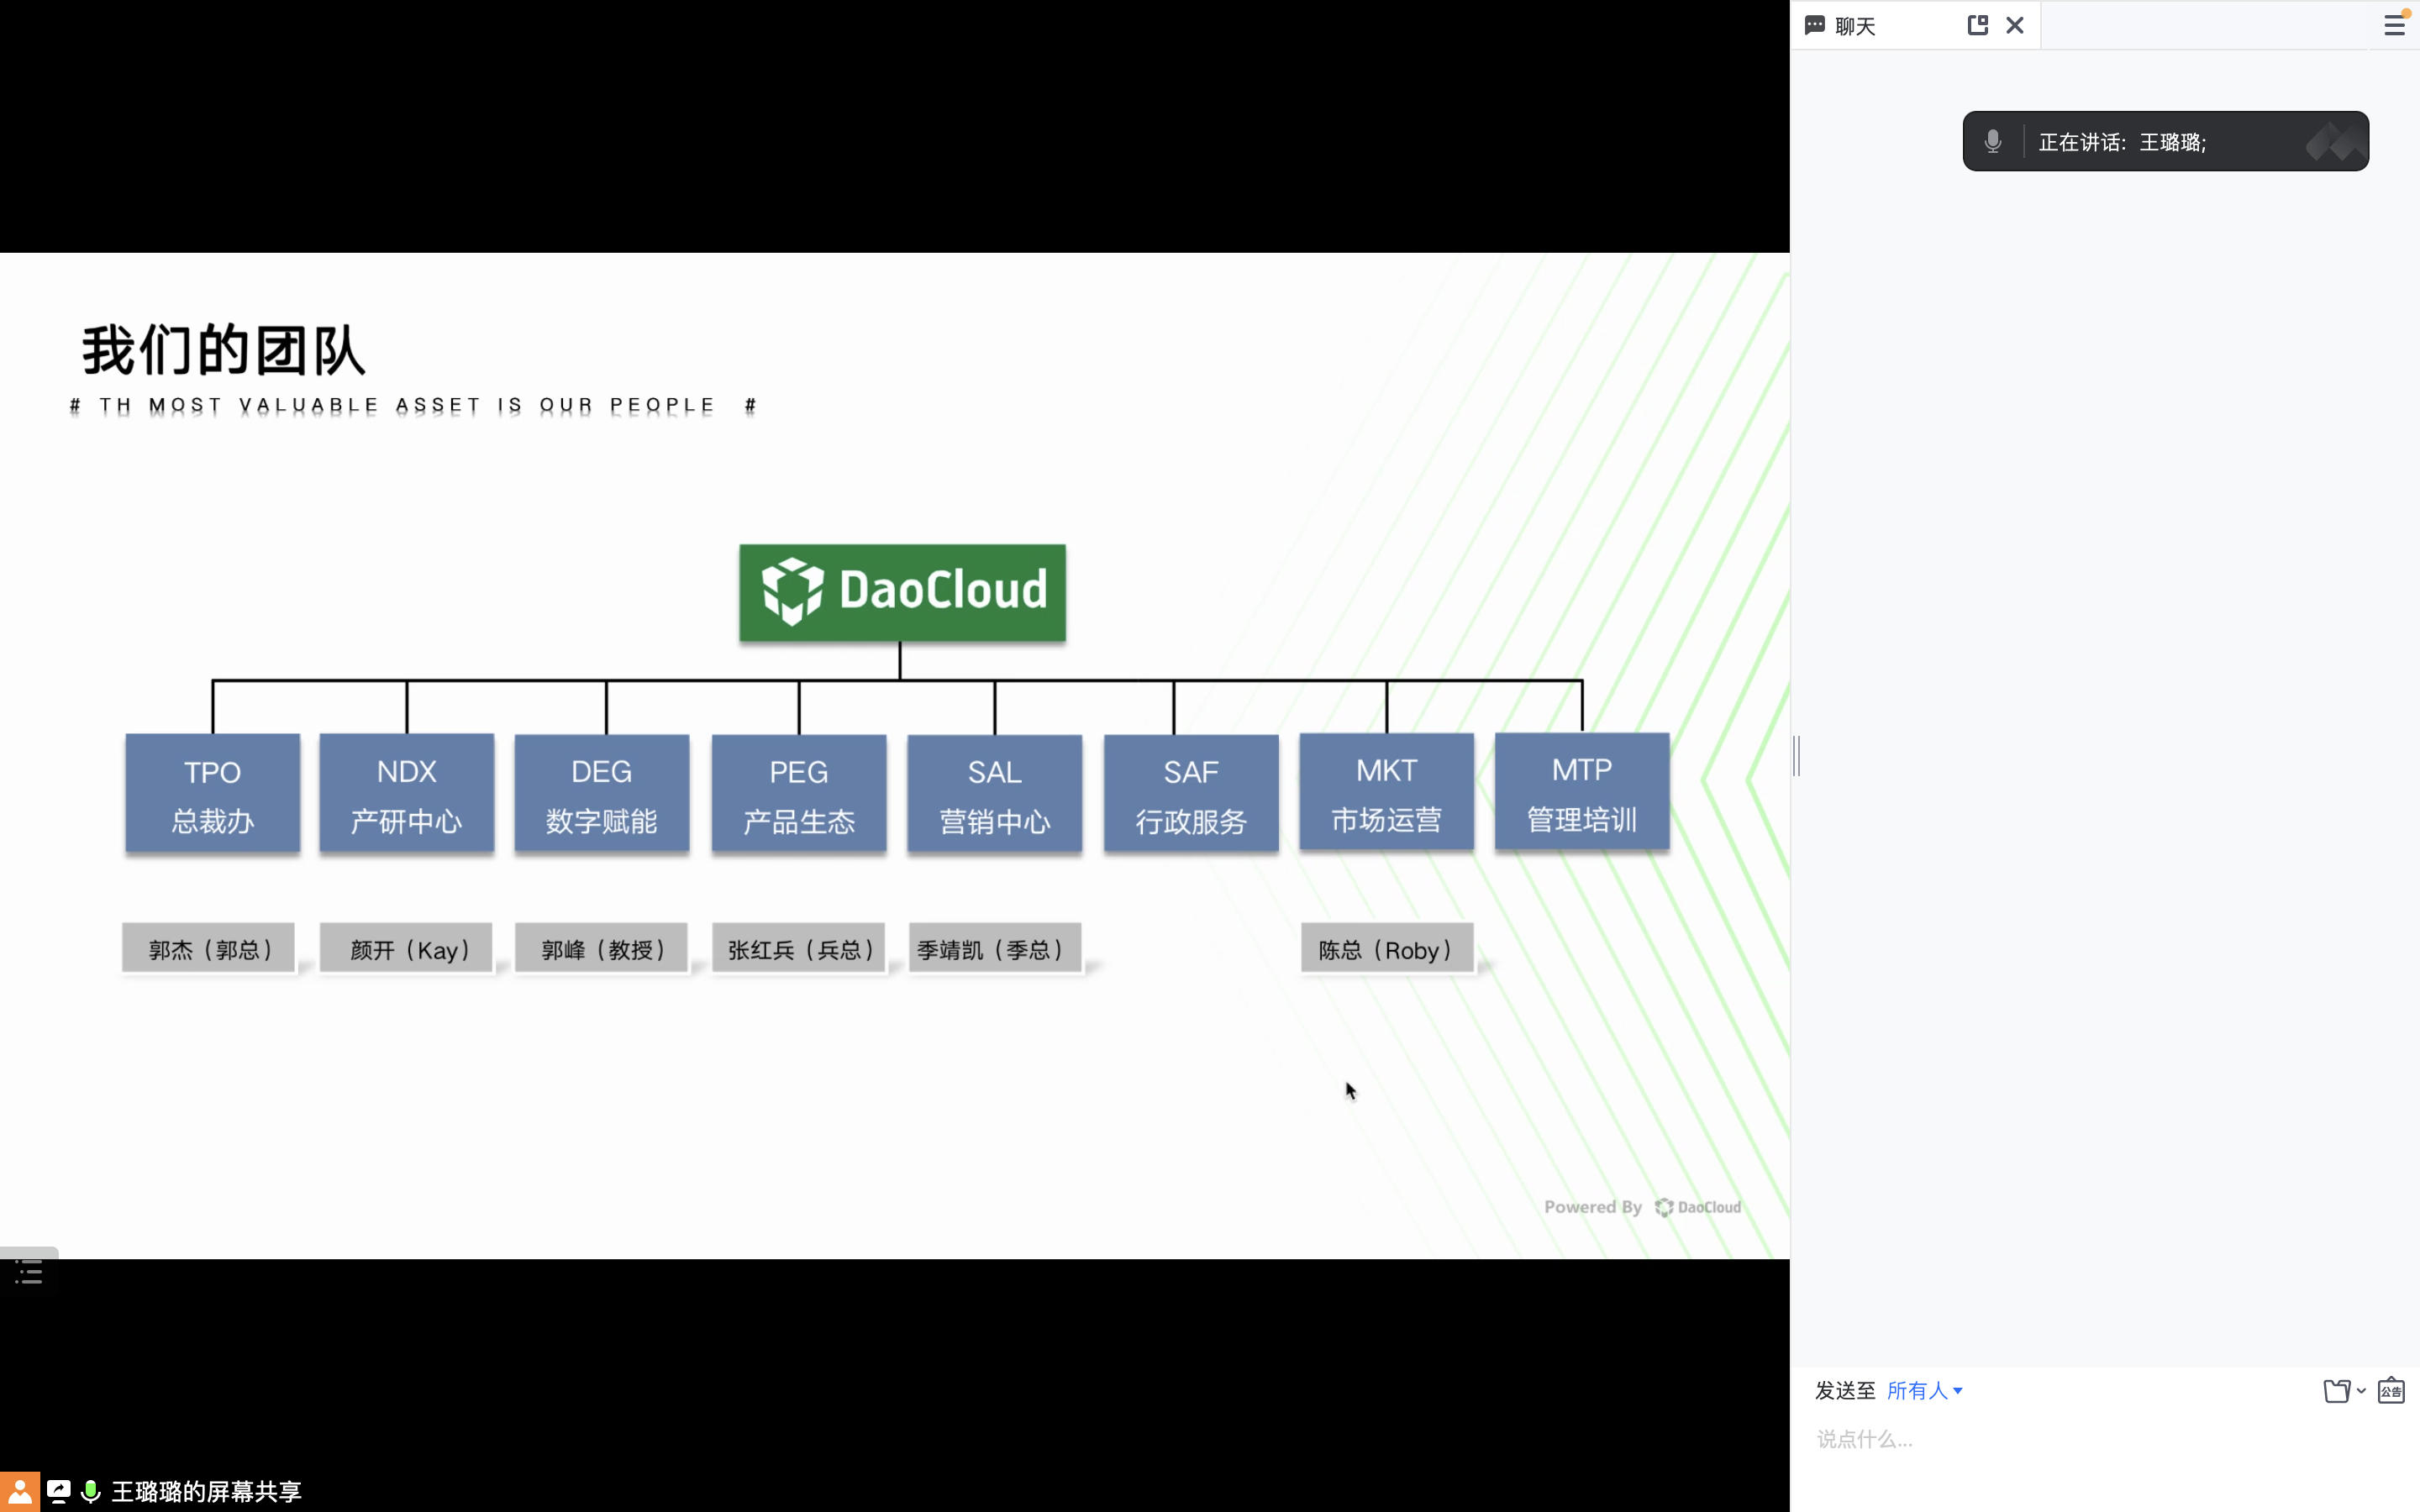 聊天
正在讲话: 王璐璐;
我们的团队
# TH MOST VALUABLE ASSET IS OUR PEOPLE #
DaoCloud
TPO
总裁办
NDX
产研中心
DEG
数字赋能
PEG
产品生态
SAL
营销中心
SAF
行政服务
MKT
市场运营
MTP
管理培训
郭杰（郭总）
颜开（Kay）
郭峰（教授）
张红兵（兵总）
季靖凯（季总）
陈总（Roby）
Powered By DaoCloud
发送至 所有人
公告
说点什么...
王璐璐的屏幕共享